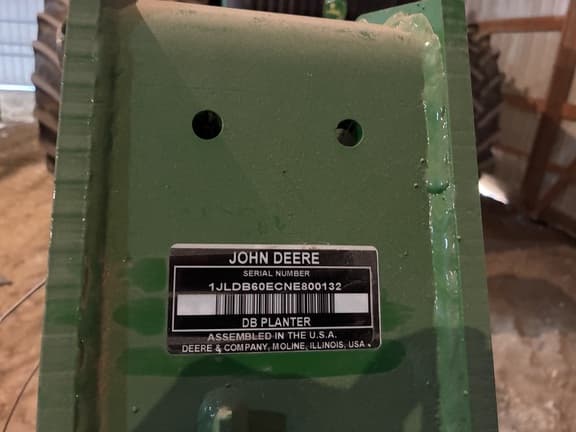 JOHN DEERE
SERIAL NUMBER
1JLDB60ECNE800132
DB PLANTER
ASSEMBLED IN THE U.S.A.
DEERE & COMPANY, MOLINE, ILLINOIS, USA